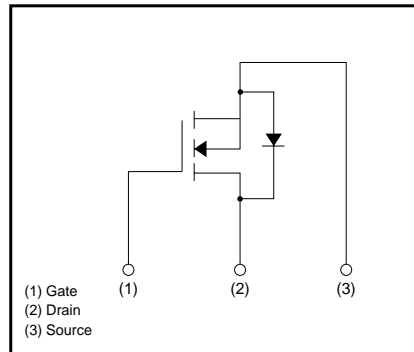 (1) (2) (3)
(1) Gate
(2) Drain
(3) Source